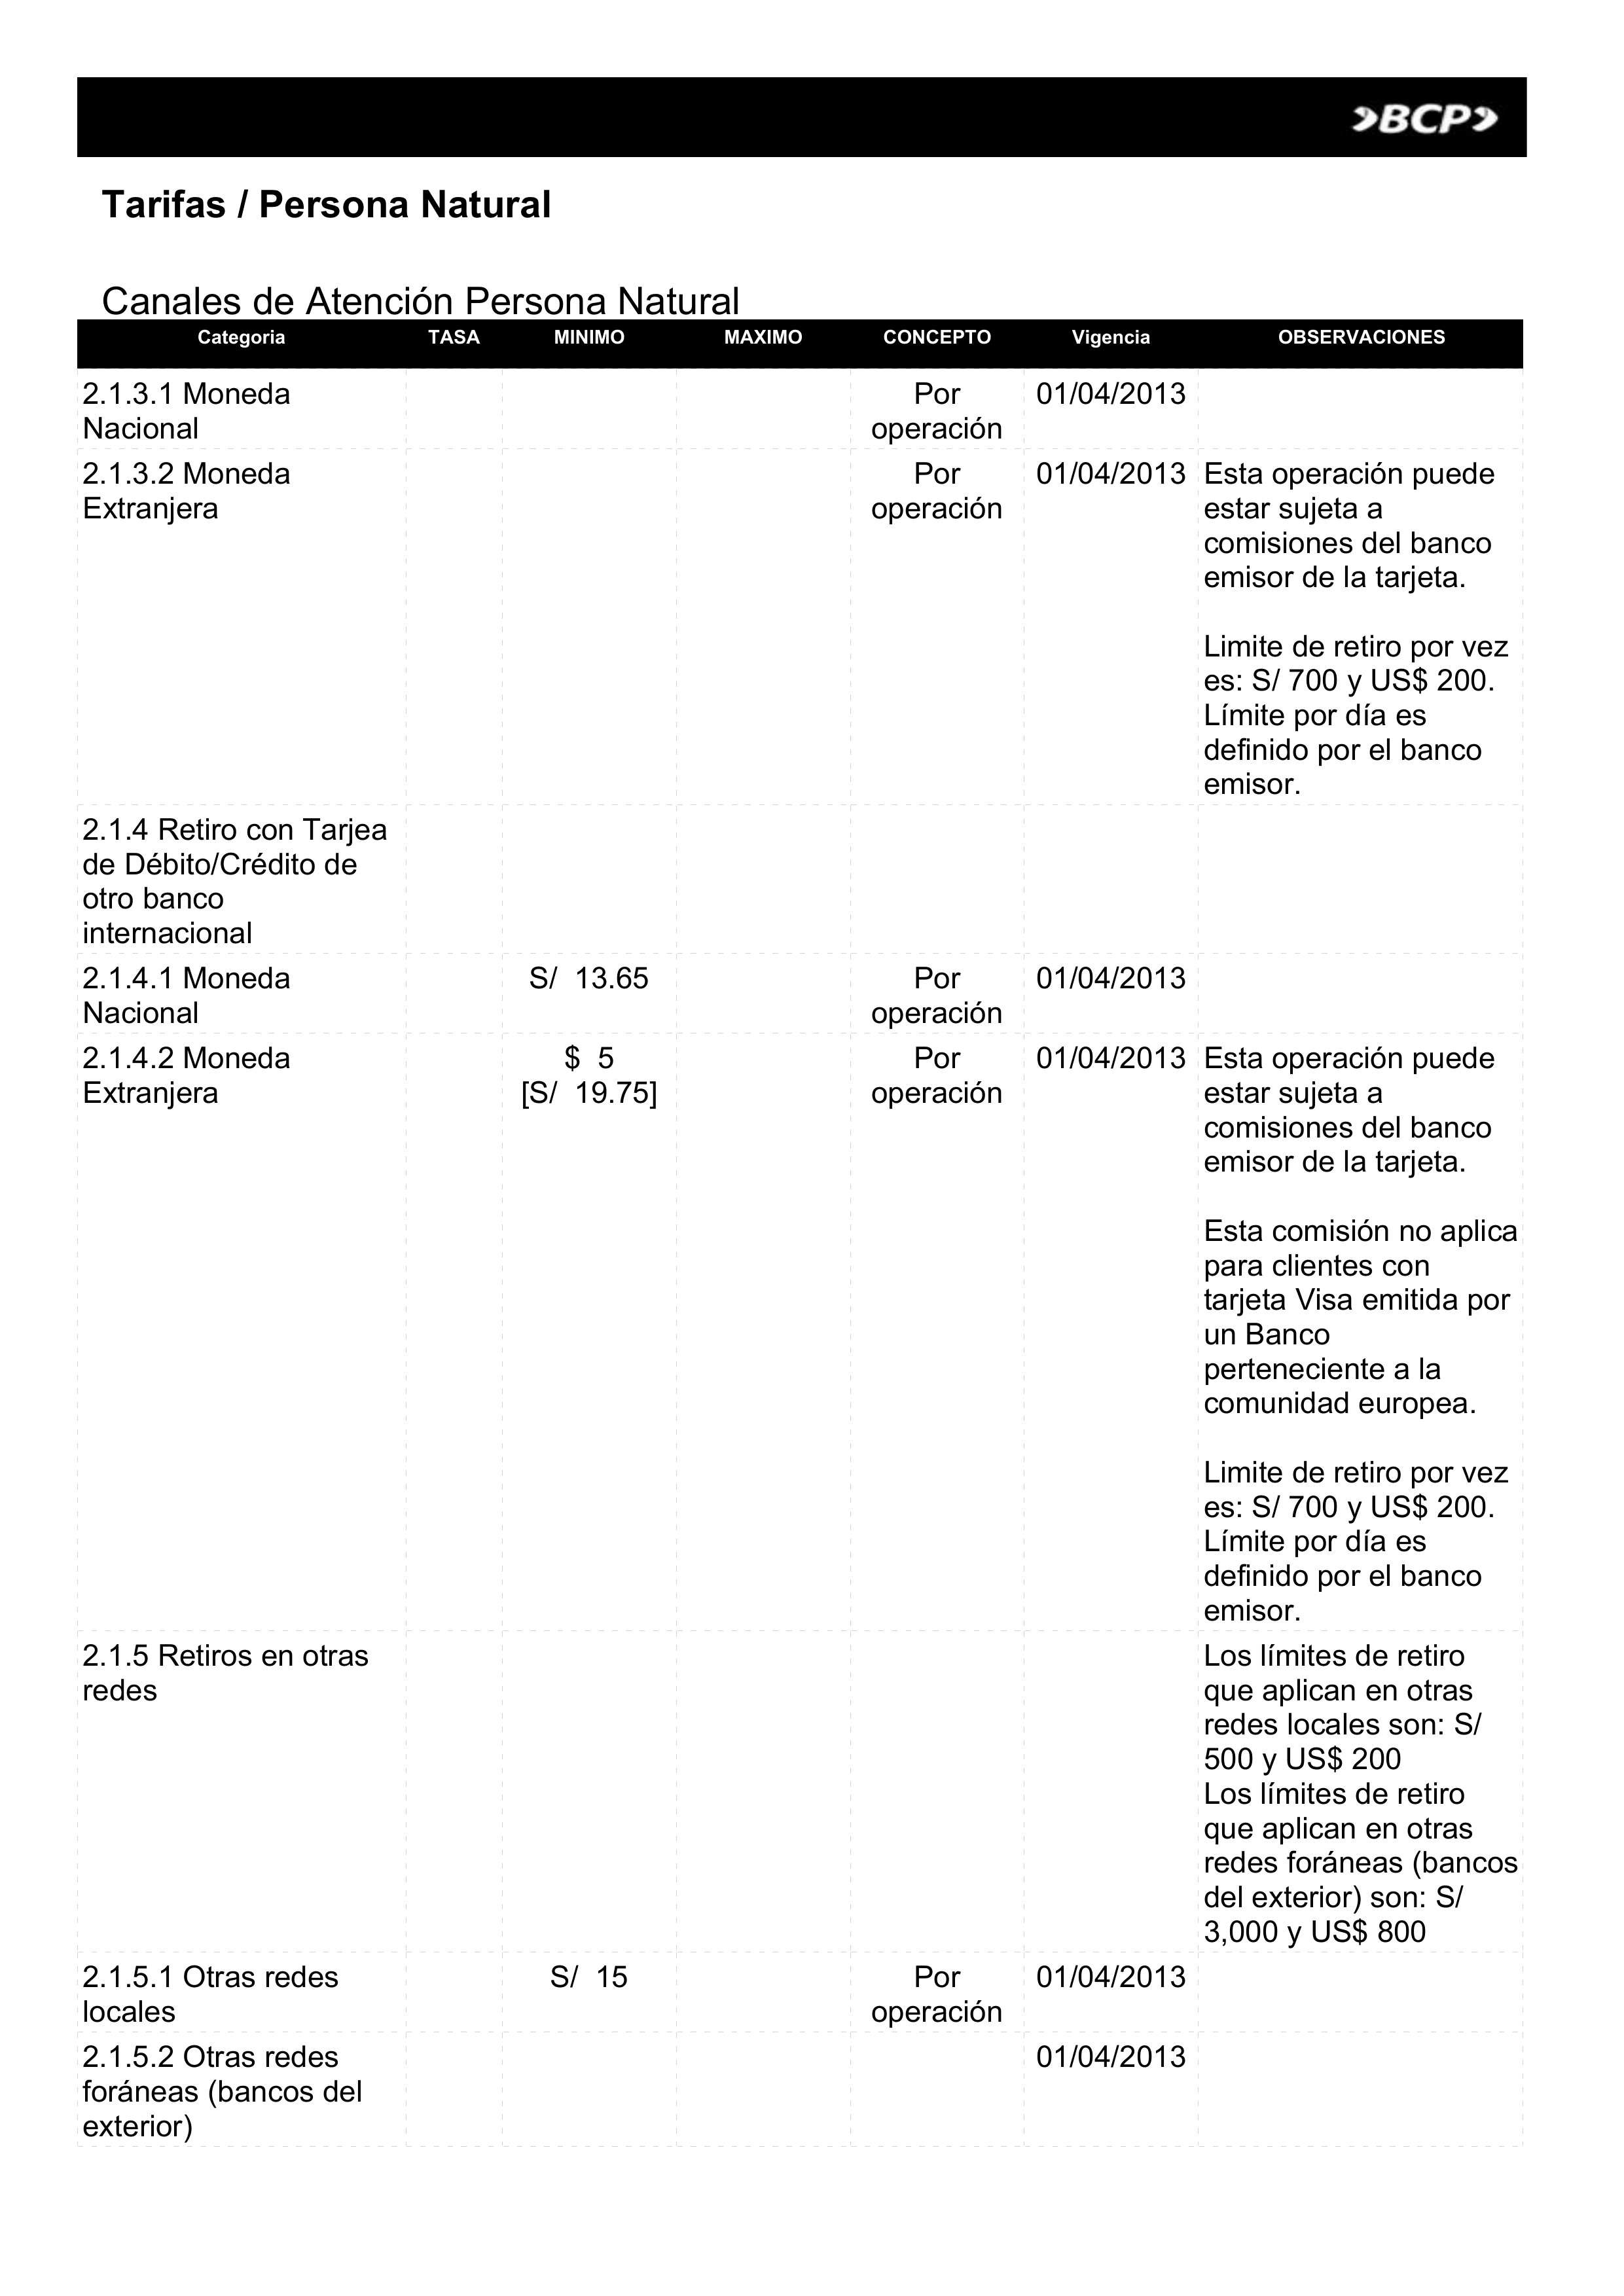 BCP
Tarifas / Persona Natural
Canales de Atención Persona Natural
Categoria TASA MINIMO MAXIMO CONCEPTO Vigencia OBSERVACIONES
2.1.3.1 Moneda Por 01/04/2013
Nacional operación
2.1.3.2 Moneda Por 01/04/2013 Esta operación puede
Extranjera operación estar sujeta a
comisiones del banco
emisor de la tarjeta.
Limite de retiro por vez
es: S/ 700 y US$ 200.
Límite por día es
definido por el banco
emisor.
2.1.4 Retiro con Tarjea
de Débito/Crédito de
otro banco
internacional
2.1.4.1 Moneda S/ 13.65 Por 01/04/2013
Nacional operación
2.1.4.2 Moneda $ 5 Por 01/04/2013 Esta operación puede
Extranjera [S/ 19.75] operación estar sujeta a
comisiones del banco
emisor de la tarjeta.
Esta comisión no aplica
para clientes con
tarjeta Visa emitida por
un Banco
perteneciente a la
comunidad europea.
Limite de retiro por vez
es: S/ 700 y US$ 200.
Límite por día es
definido por el banco
emisor.
2.1.5 Retiros en otras Los límites de retiro
redes que aplican en otras
redes locales son: S/
500 y US$ 200
Los límites de retiro
que aplican en otras
redes foráneas (bancos
del exterior) son: S/
3,000 y US$ 800
2.1.5.1 Otras redes S/ 15 Por 01/04/2013
locales operación
2.1.5.2 Otras redes 01/04/2013
foráneas (bancos del
exterior)